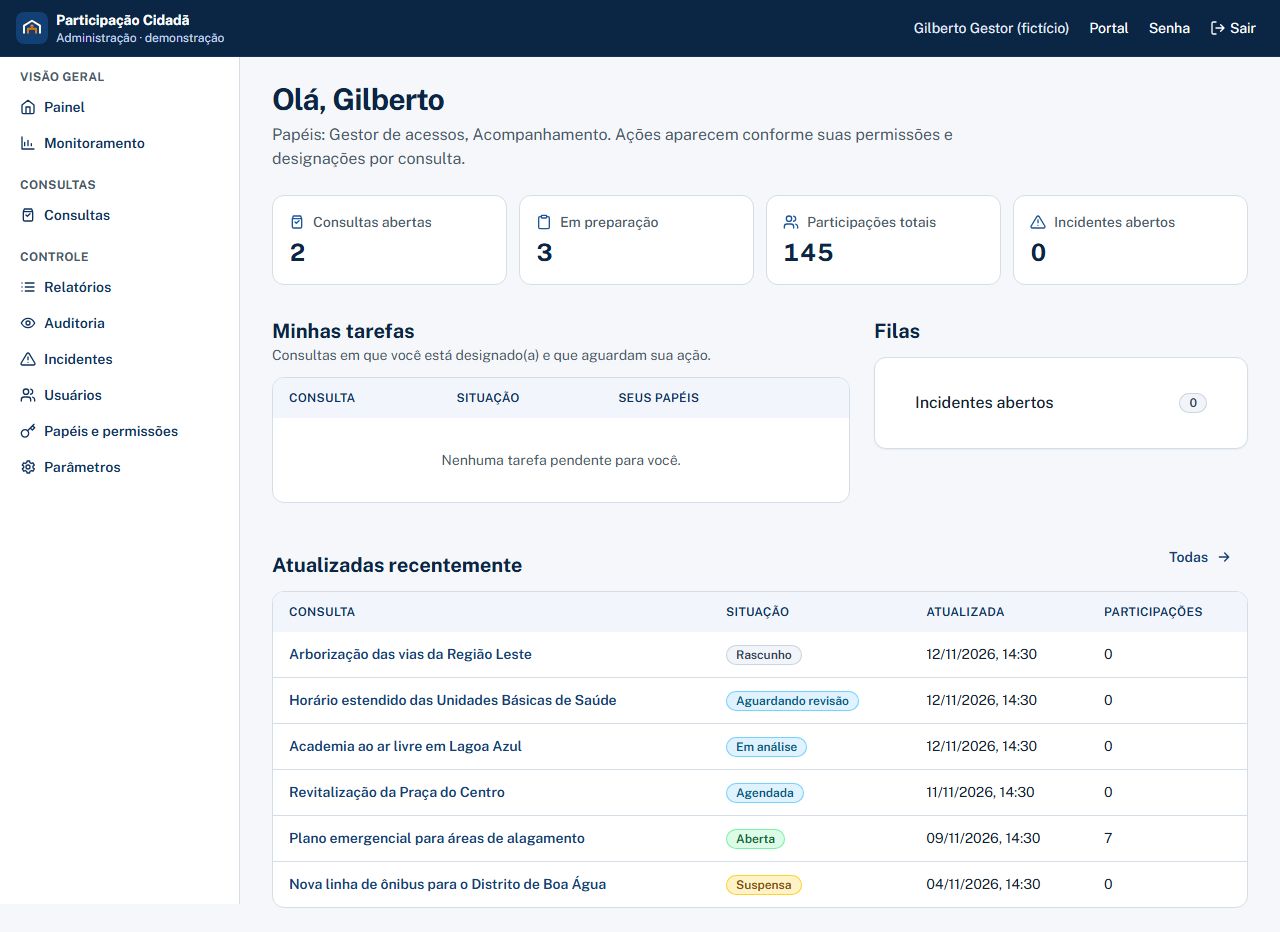 Participação Cidadã
Administração · demonstração
Gilberto Gestor (fictício)
Portal
Senha
Sair
VISÃO GERAL
Painel
Monitoramento
CONSULTAS
Consultas
CONTROLE
Relatórios
Auditoria
Incidentes
Usuários
Papéis e permissões
Parâmetros
Olá, Gilberto
Papéis: Gestor de acessos, Acompanhamento. Ações aparecem conforme suas permissões e
designações por consulta.
Consultas abertas
2
Em preparação
3
Participações totais
145
Incidentes abertos
0
Minhas tarefas
Consultas em que você está designado(a) e que aguardam sua ação.
CONSULTA SITUAÇÃO SEUS PAPÉIS
Nenhuma tarefa pendente para você.
Filas
Incidentes abertos 0
Atualizadas recentemente
Todas
CONSULTA SITUAÇÃO ATUALIZADA PARTICIPAÇÕES
Arborização das vias da Região Leste Rascunho 12/11/2026, 14:30 0
Horário estendido das Unidades Básicas de Saúde Aguardando revisão 12/11/2026, 14:30 0
Academia ao ar livre em Lagoa Azul Em análise 12/11/2026, 14:30 0
Revitalização da Praça do Centro Agendada 11/11/2026, 14:30 0
Plano emergencial para áreas de alagamento Aberta 09/11/2026, 14:30 7
Nova linha de ônibus para o Distrito de Boa Água Suspensa 04/11/2026, 14:30 0